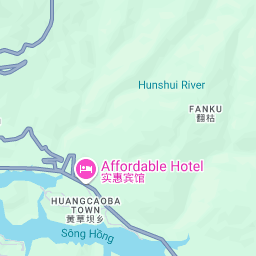 Hunshui River
FANKU
翻枯
Affordable Hotel
实惠宾馆
HUANGCAOBA
TOWN
黄草坝乡
Sông Hồng